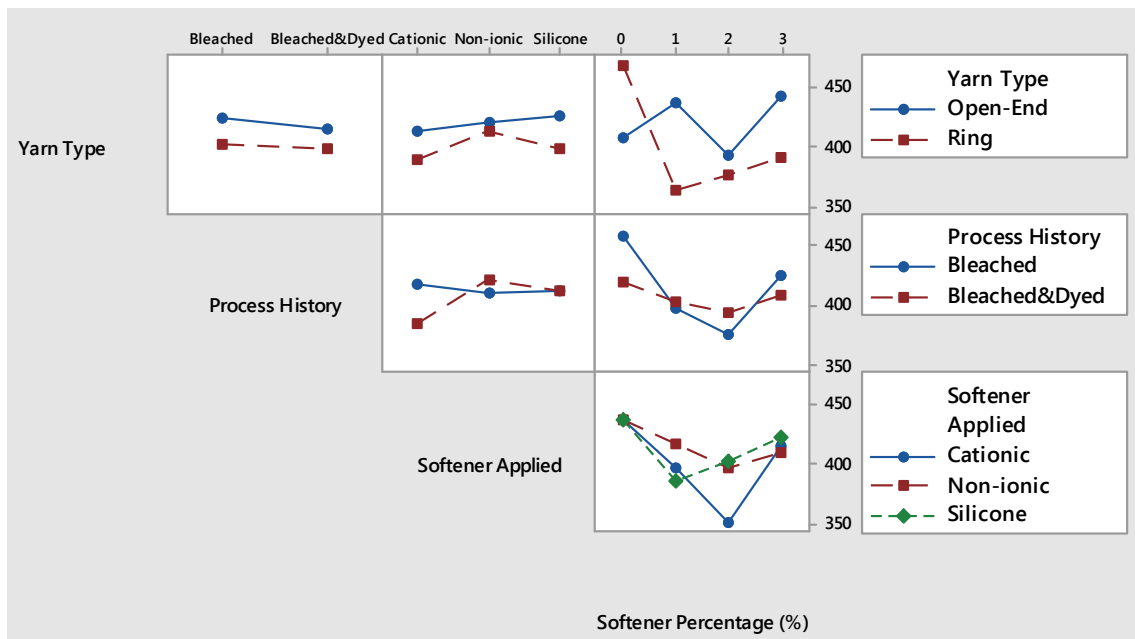 Bleached Bleached&Dyed Cationic Non-ionic Silicone 0 1 2 3
Yarn Type
450
400
350
Yarn Type
Open-End
Ring
Process History
450
400
350
Process History
Bleached
Bleached&Dyed
Softener Applied
450
400
350
Softener
Applied
Cationic
Non-ionic
Silicone
Softener Percentage (%)